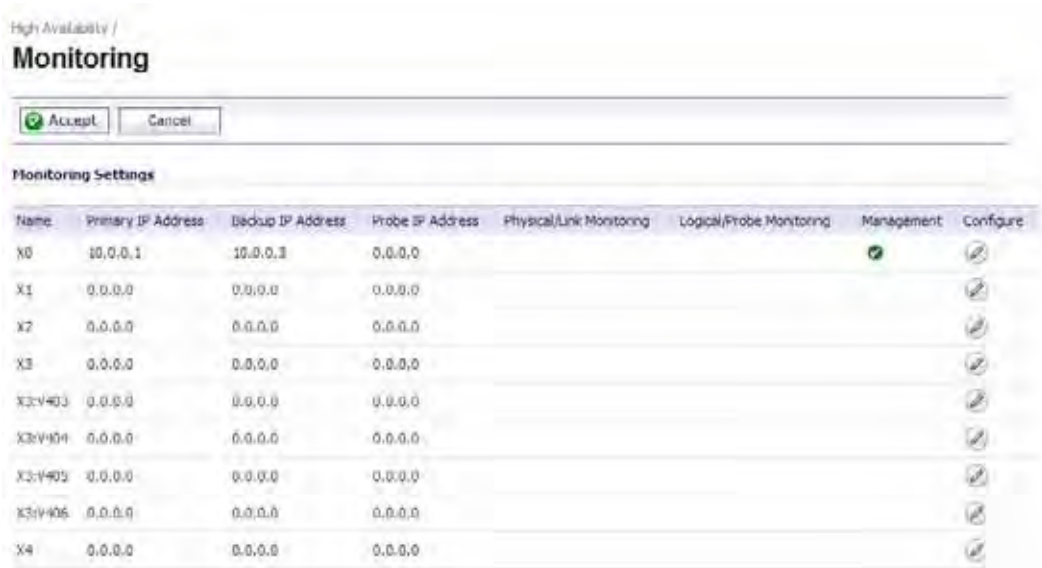 High Availability /
Monitoring
Accept Cancel
Monitoring Settings
Name Primary IP Address Backup IP Address Probe IP Address Physical/Link Monitoring Logical/Probe Monitoring Management Configure
X0 10.0.0.1 10.0.0.3 0.0.0.0
X1 0.0.0.0 0.0.0.0 0.0.0.0
X2 0.0.0.0 0.0.0.0 0.0.0.0
X3 0.0.0.0 0.0.0.0 0.0.0.0
X3:V403 0.0.0.0 0.0.0.0 0.0.0.0
X3:V404 0.0.0.0 0.0.0.0 0.0.0.0
X3:V405 0.0.0.0 0.0.0.0 0.0.0.0
X3:V406 0.0.0.0 0.0.0.0 0.0.0.0
X4 0.0.0.0 0.0.0.0 0.0.0.0